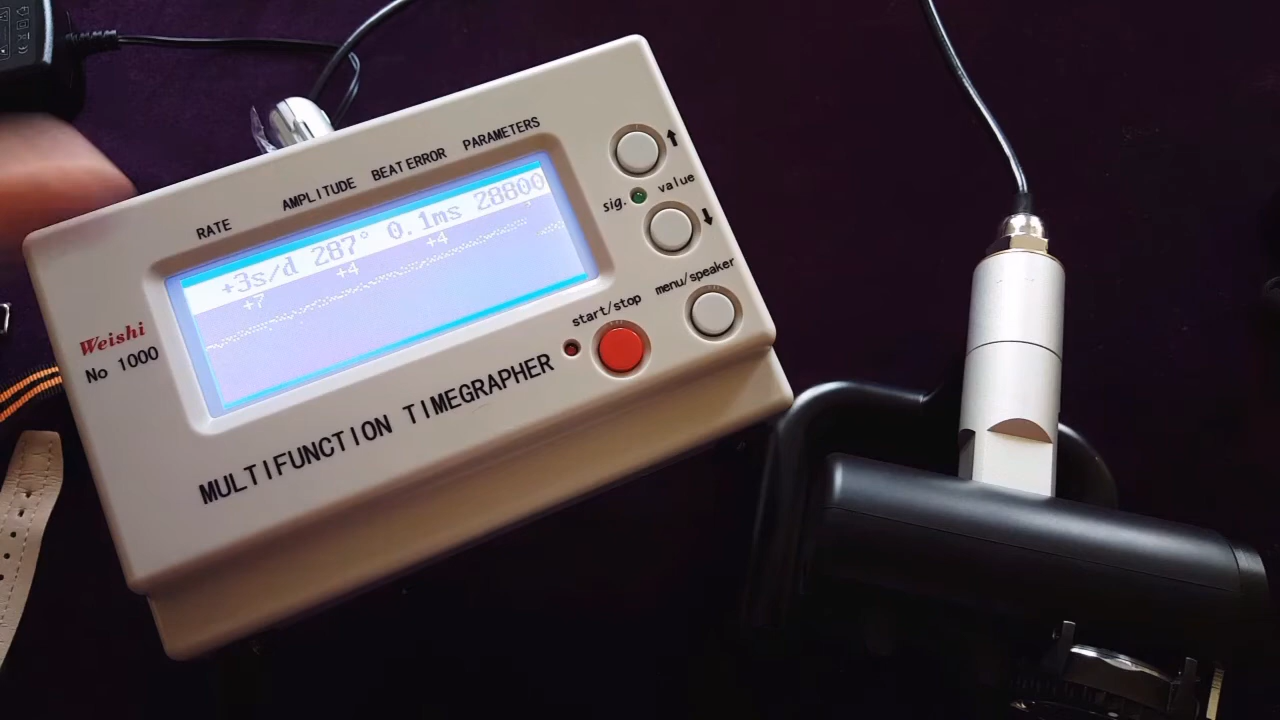 RATE AMPLITUDE BEAT ERROR PARAMETERS
+3s/d 287° 0.1ms 28800
+7 +4 +4
sig. value
menu/speaker
start/stop
Weishi
No 1000
MULTIFUNCTION TIMEGRAPHER